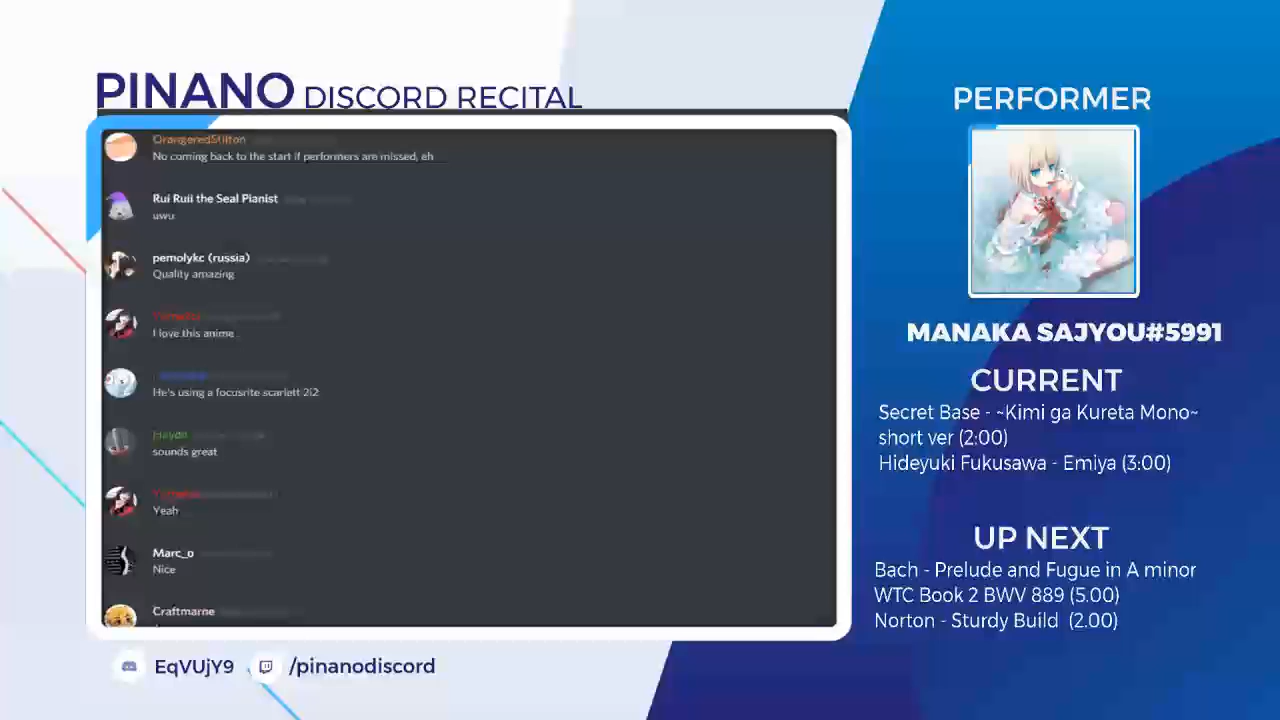 PINANO DISCORD RECITAL
OrangeredStilton
No coming back to the start if performers are missed, eh
Rui Ruii the Seal Pianist
uwu
pemolykc (russia)
Quality amazing
I love this anime
He's using a focusrite scarlett 2i2
Haydn
sounds great
Yeah
Marc_o
Nice
Craftmarne
EqVUjY9
/pinanodiscord
PERFORMER
MANAKA SAJYOU#5991
CURRENT
Secret Base - ~Kimi ga Kureta Mono~
short ver (2:00)
Hideyuki Fukusawa - Emiya (3:00)
UP NEXT
Bach - Prelude and Fugue in A minor
WTC Book 2 BWV 889 (5.00)
Norton - Sturdy Build (2.00)